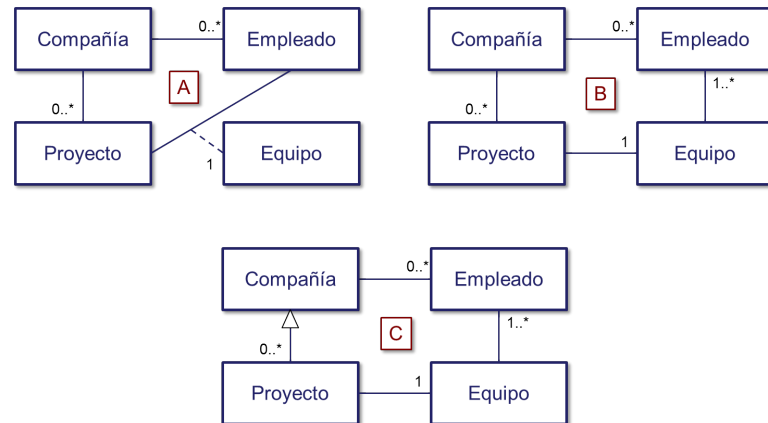 Compañía
0..*
Empleado
A
0..*
Proyecto
1
Equipo
Compañía
0..*
Empleado
B
1..*
0..*
Proyecto
1
Equipo
Compañía
0..*
Empleado
C
1..*
0..*
Proyecto
1
Equipo